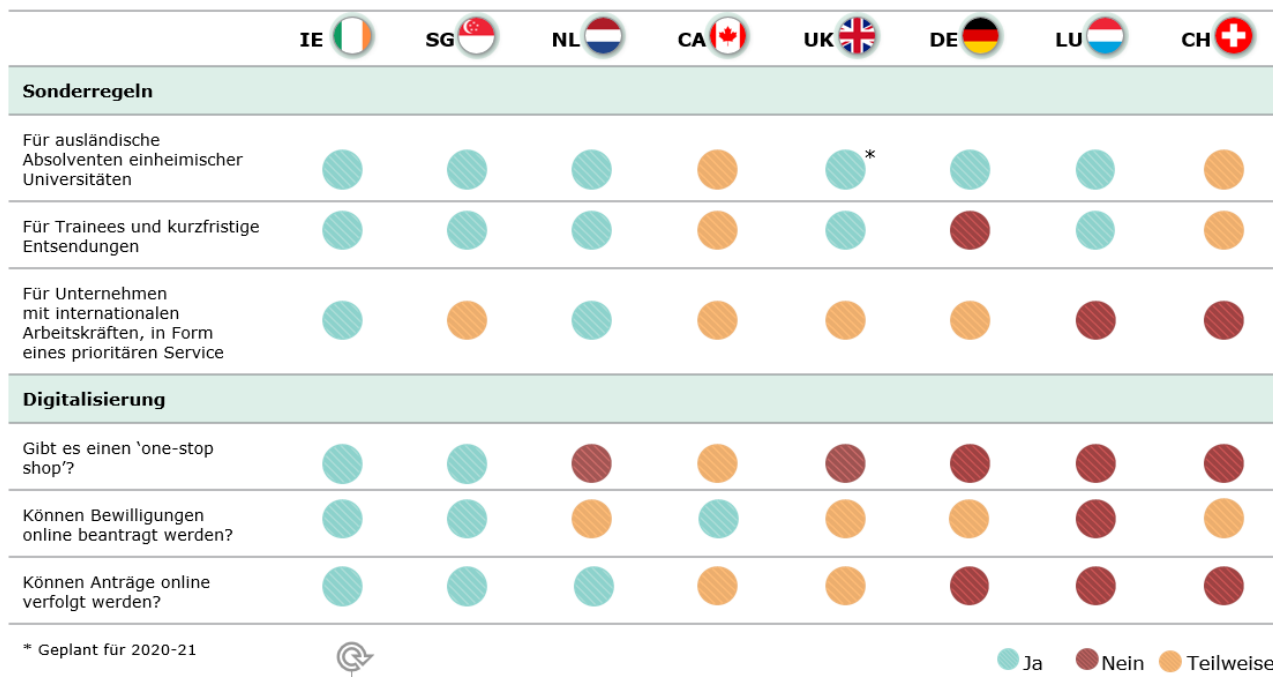 IE SG NL CA UK DE LU CH
Sonderregeln
Für ausländische
Absolventen einheimischer
Universitäten
*
Für Trainees und kurzfristige
Entsendungen
Für Unternehmen
mit internationalen
Arbeitskräften, in Form
eines prioritären Service
Digitalisierung
Gibt es einen ‘one-stop
shop’?
Können Bewilligungen
online beantragt werden?
Können Anträge online
verfolgt werden?
* Geplant für 2020-21
Ja Nein Teilweise